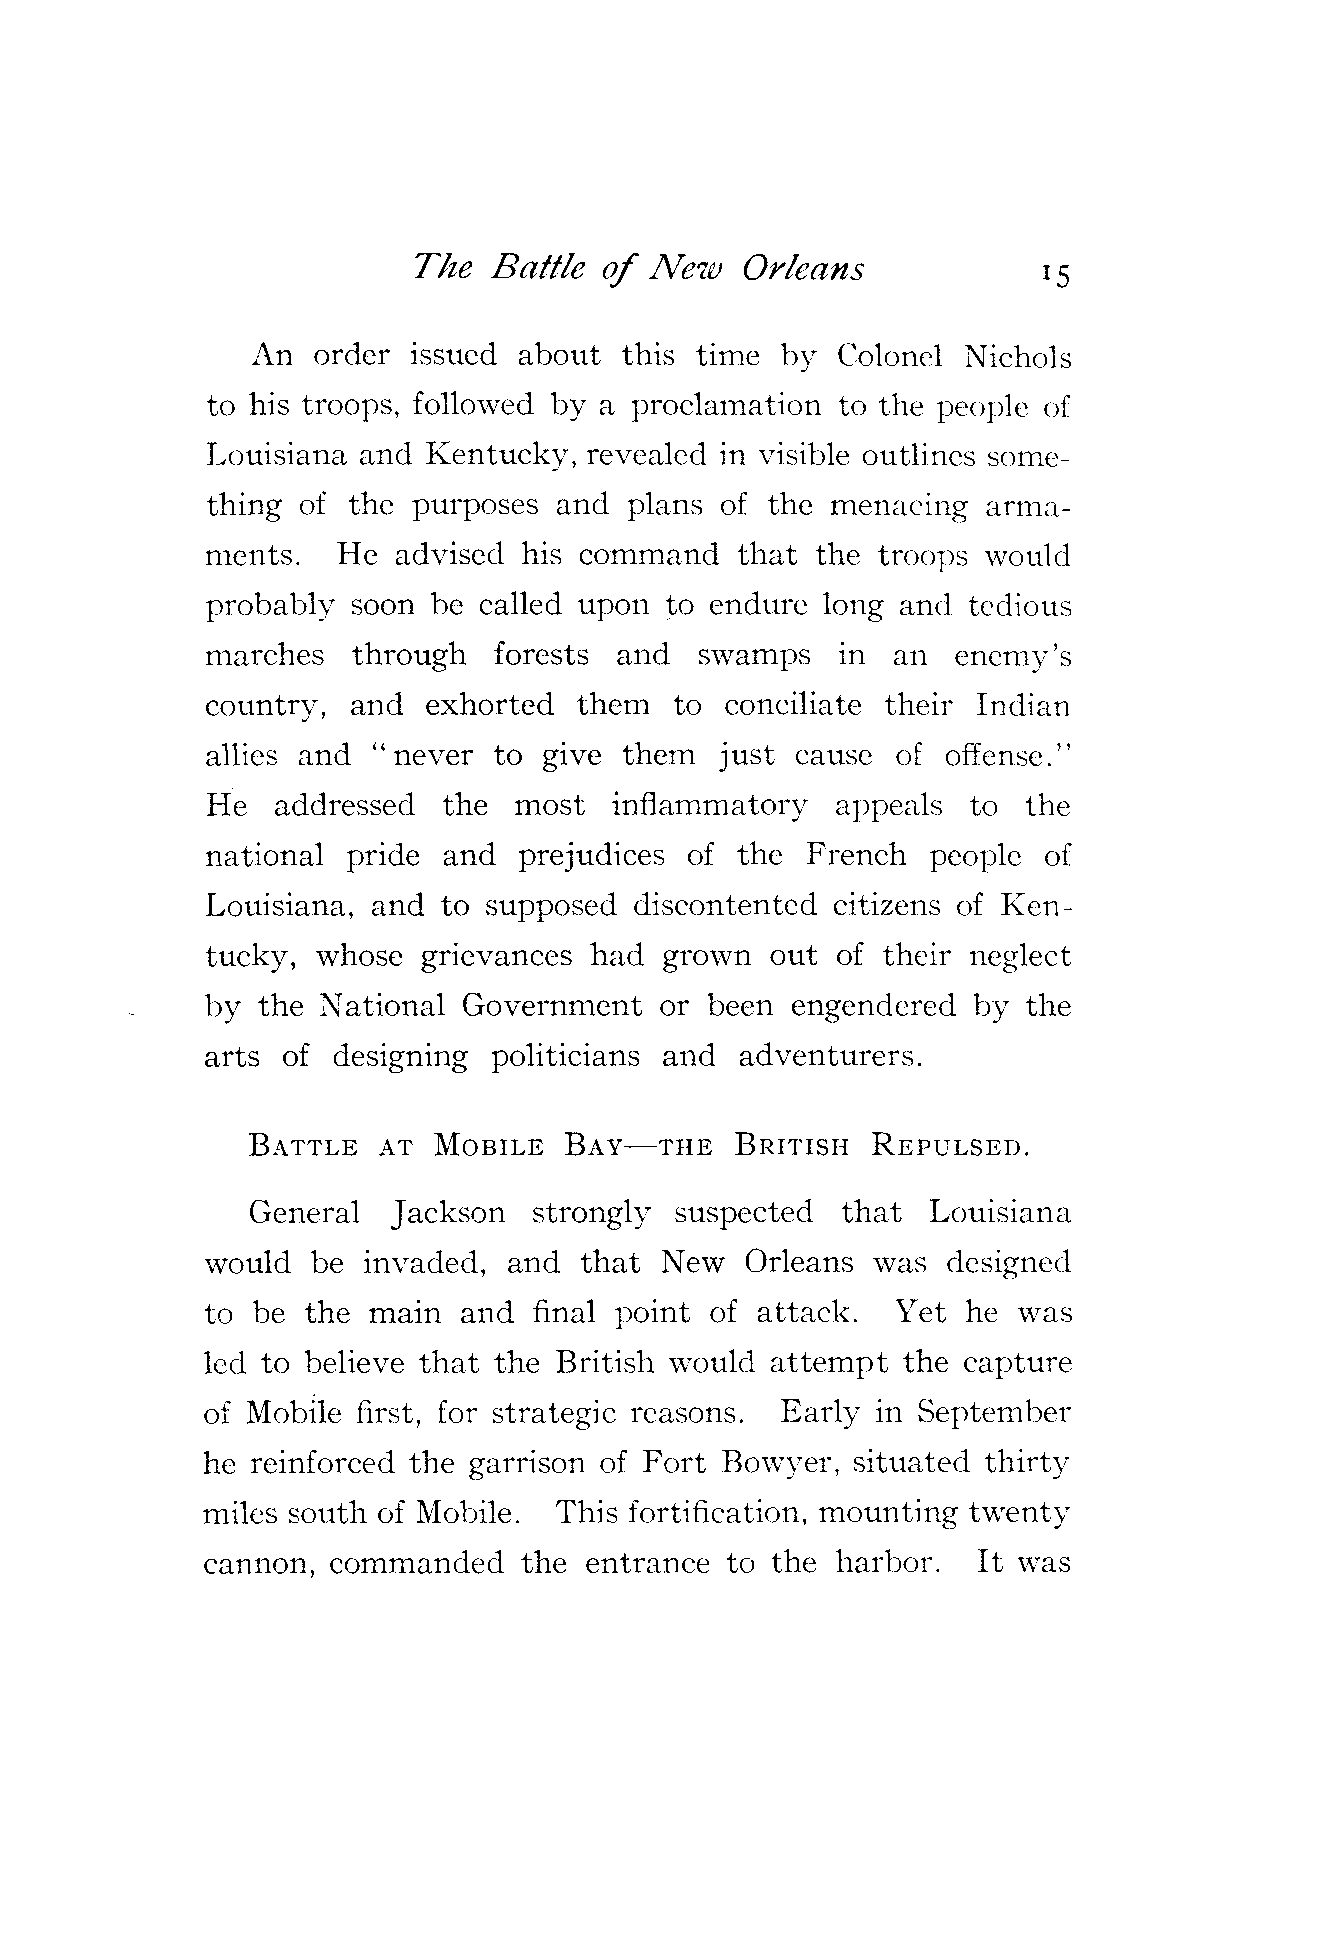 The Battle of New Orleans 15
An order issued about this time by Colonel Nichols
to his troops, followed by a proclamation to the people of
Louisiana and Kentucky, revealed in visible outlines some-
thing of the purposes and plans of the menacing arma-
ments. He advised his command that the troops would
probably soon be called upon to endure long and tedious
marches through forests and swamps in an enemy's
country, and exhorted them to conciliate their Indian
allies and "never to give them just cause of offense."
He addressed the most inflammatory appeals to the
national pride and prejudices of the French people of
Louisiana, and to supposed discontented citizens of Ken-
tucky, whose grievances had grown out of their neglect
by the National Government or been engendered by the
arts of designing politicians and adventurers.
BATTLE AT MOBILE BAY—THE BRITISH REPULSED.
General Jackson strongly suspected that Louisiana
would be invaded, and that New Orleans was designed
to be the main and final point of attack. Yet he was
led to believe that the British would attempt the capture
of Mobile first, for strategic reasons. Early in September
he reinforced the garrison of Fort Bowyer, situated thirty
miles south of Mobile. This fortification, mounting twenty
cannon, commanded the entrance to the harbor. It was